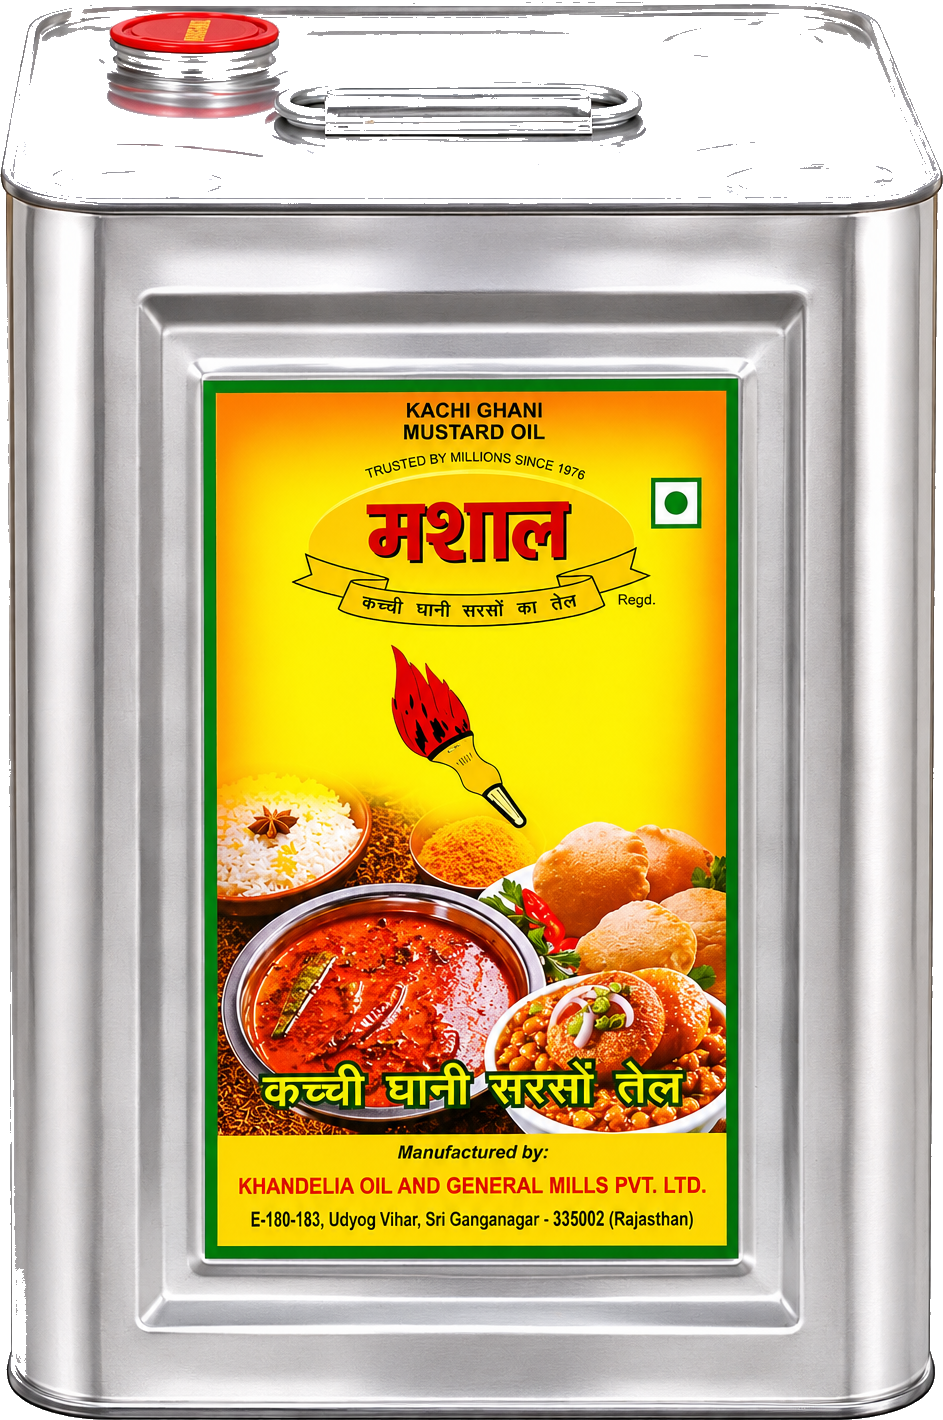 KACHI GHANI
MUSTARD OIL
TRUSTED BY MILLIONS SINCE 1976
मशाल
कच्ची घानी सरसों का तेल
Regd.
कच्ची घानी सरसों तेल
Manufactured by:
KHANDELIA OIL AND GENERAL MILLS PVT. LTD.
E-180-183, Udyog Vihar, Sri Ganganagar - 335002 (Rajasthan)